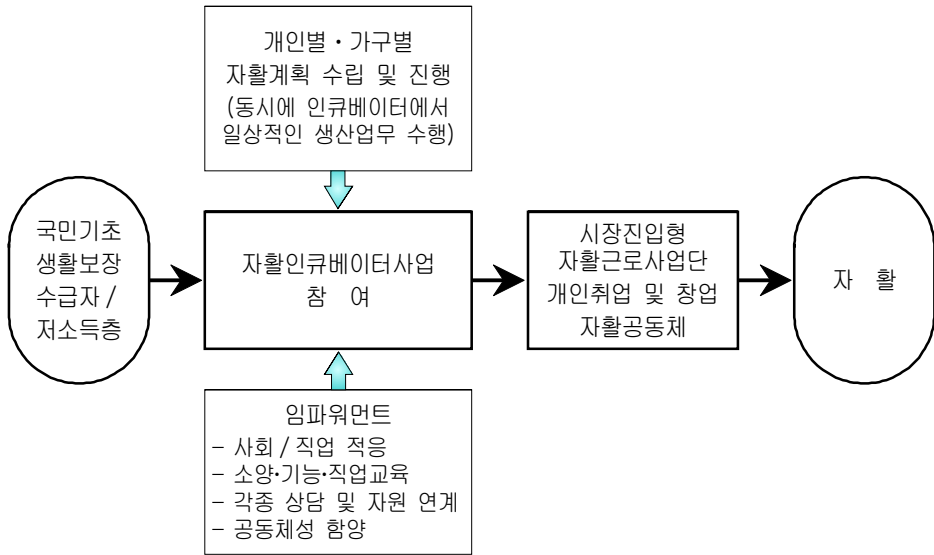 개인별·가구별
자활계획 수립 및 진행
(동시에 인큐베이터에서
일상적인 생산업무 수행)
국민기초
생활보장
수급자 /
저소득층
자활인큐베이터사업
참 여
시장진입형
자활근로사업단
개인취업 및 창업
자활공동체
자 활
임파워먼트
- 사회 / 직업 적응
- 소양·기능·직업교육
- 각종 상담 및 자원 연계
- 공동체성 함양